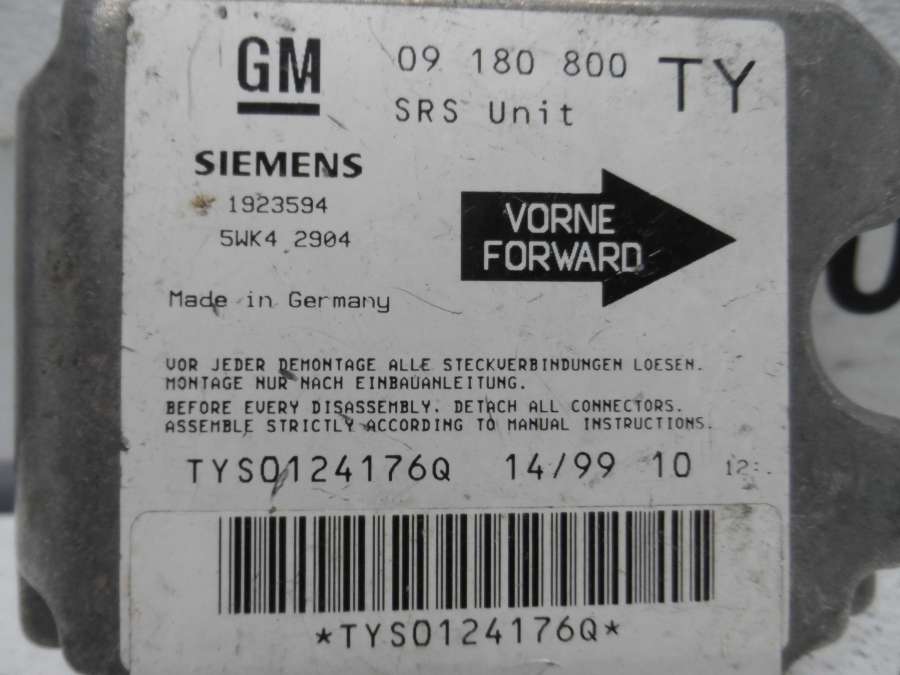 GM 09 180 800 TY
SRS Unit
SIEMENS
1923594
5WK4 2904
VORNE
FORWARD
Made in Germany
VOR JEDER DEMONTAGE ALLE STECKVERBINDUNGEN LOESEN.
MONTAGE NUR NACH EINBAUANLEITUNG.
BEFORE EVERY DISASSEMBLY. DETACH ALL CONNECTORS.
ASSEMBLE STRICTLY ACCORDING TO MANUAL INSTRUCTIONS.
TYS0124176Q 14/99 10
*TYS0124176Q*